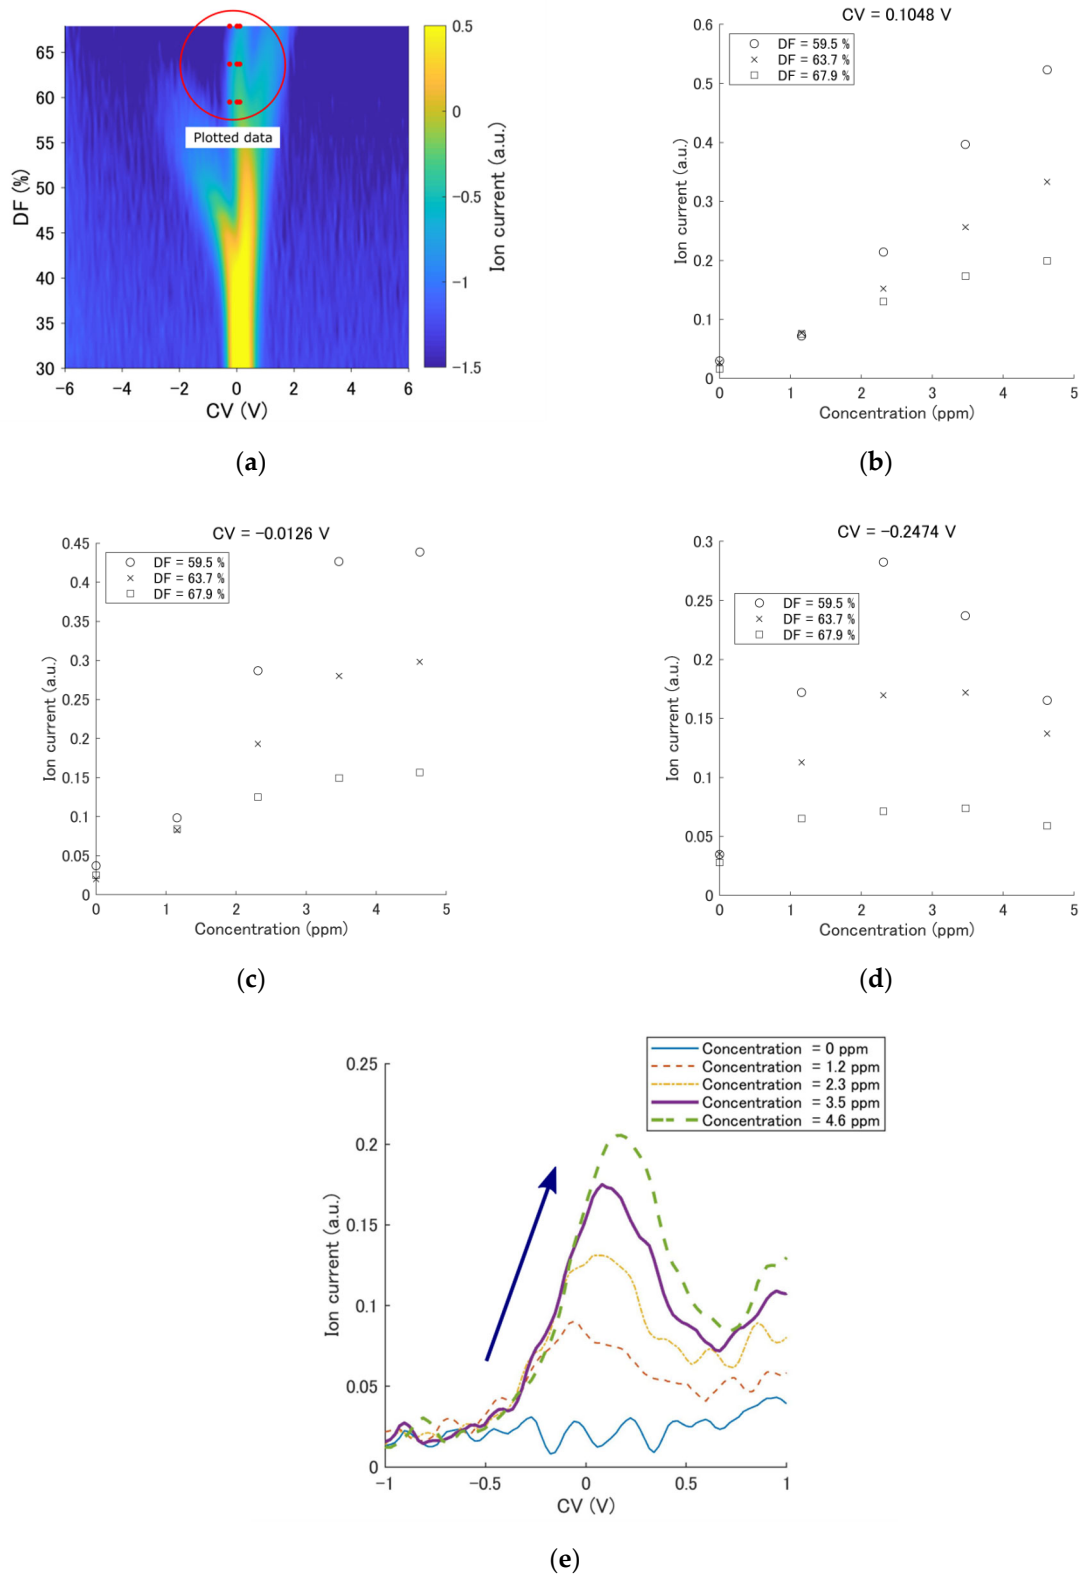 65
60
55
50
45
40
35
30
DF (%)
Plotted data
−6 −4 −2 0 2 4 6
CV (V)
0.5
0
−0.5
−1
−1.5
Ion current (a.u.)
(a)
CV = 0.1048 V
DF = 59.5 %
DF = 63.7 %
DF = 67.9 %
0.6
0.5
0.4
0.3
0.2
0.1
0
Ion current (a.u.)
0 1 2 3 4 5
Concentration (ppm)
(b)
CV = −0.0126 V
DF = 59.5 %
DF = 63.7 %
DF = 67.9 %
0.45
0.4
0.35
0.3
0.25
0.2
0.15
0.1
0.05
0
Ion current (a.u.)
0 1 2 3 4 5
Concentration (ppm)
(c)
CV = −0.2474 V
DF = 59.5 %
DF = 63.7 %
DF = 67.9 %
0.3
0.25
0.2
0.15
0.1
0.05
0
Ion current (a.u.)
0 1 2 3 4 5
Concentration (ppm)
(d)
Concentration = 0 ppm
Concentration = 1.2 ppm
Concentration = 2.3 ppm
Concentration = 3.5 ppm
Concentration = 4.6 ppm
0.25
0.2
0.15
0.1
0.05
0
Ion current (a.u.)
−1 −0.5 0 0.5 1
CV (V)
(e)